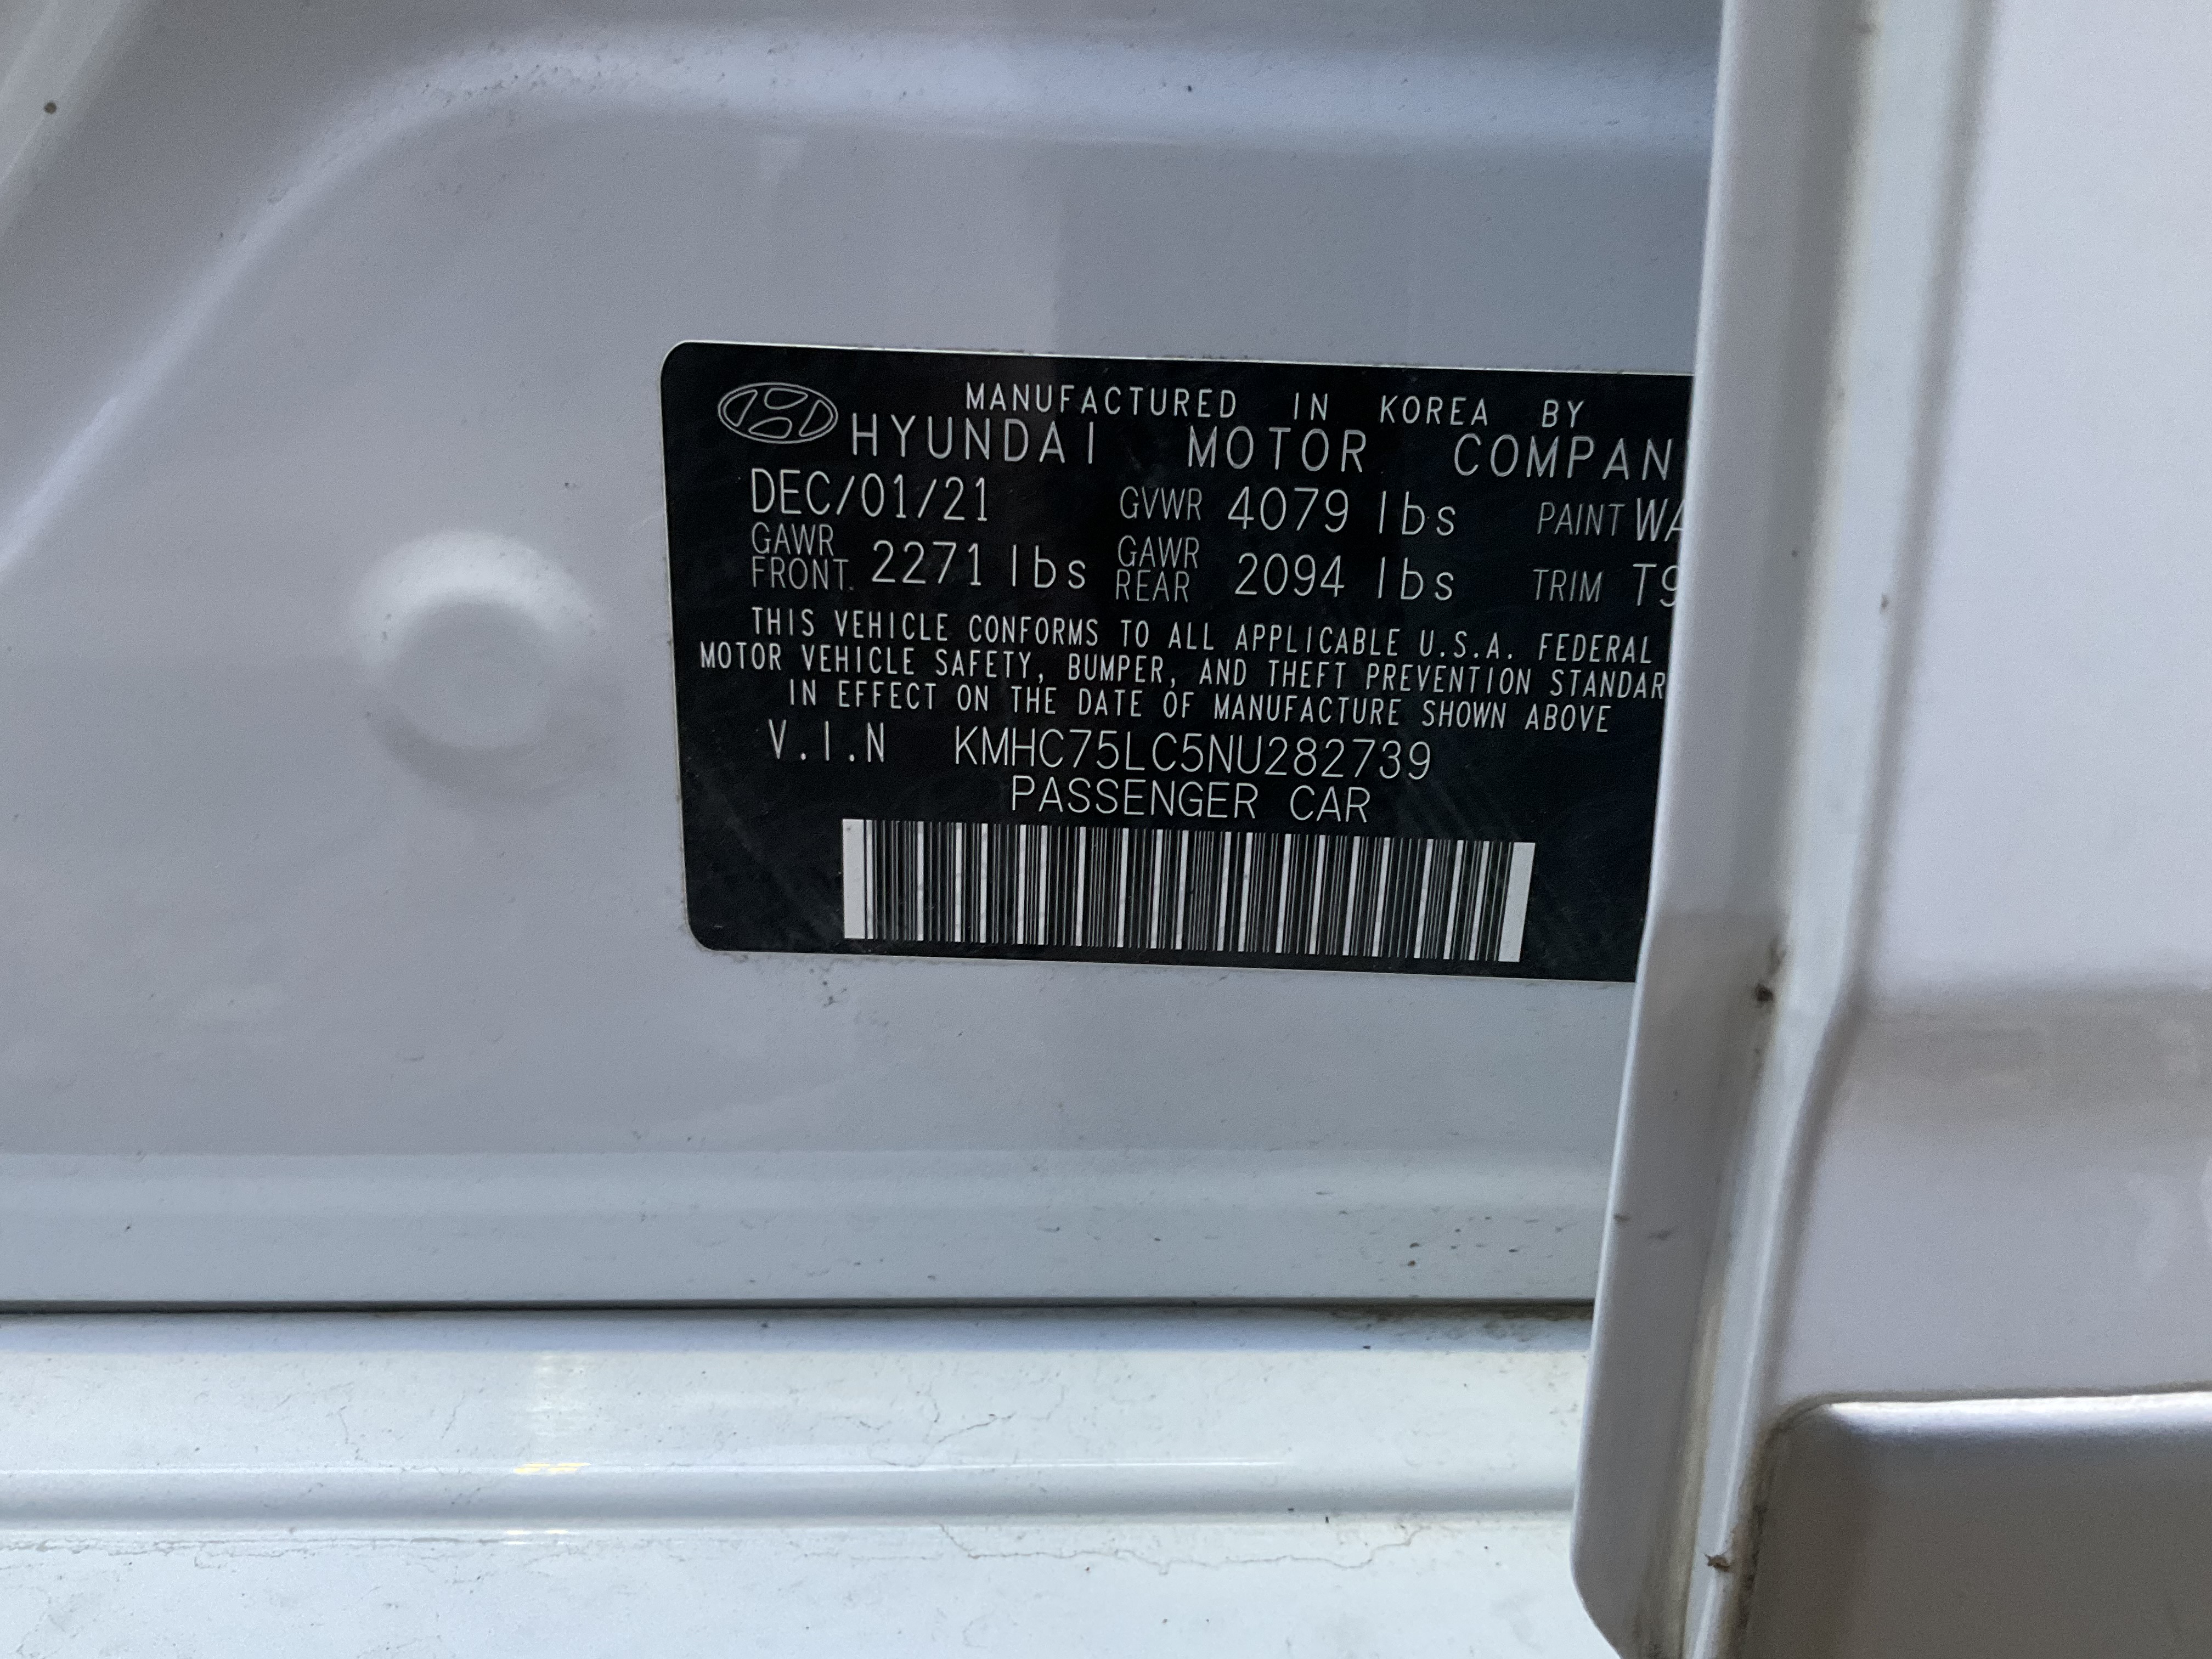 MANUFACTURED IN KOREA BY
HYUNDAI MOTOR COMPAN
DEC/01/21 GVWR 4079 lbs PAINT WA
GAWR FRONT. 2271 lbs GAWR REAR 2094 lbs TRIM T9
THIS VEHICLE CONFORMS TO ALL APPLICABLE U.S.A. FEDERAL
MOTOR VEHICLE SAFETY, BUMPER, AND THEFT PREVENTION STANDAR
IN EFFECT ON THE DATE OF MANUFACTURE SHOWN ABOVE
V.I.N KMHC75LC5NU282739
PASSENGER CAR